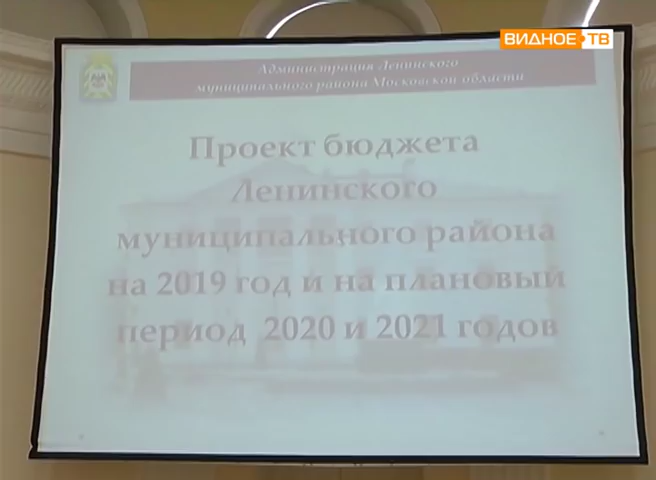 ВИДНОЕ ТВ
Администрация Ленинского
муниципального района Московской области
Проект бюджета
Ленинского
муниципального района
на 2019 год и на плановый
период 2020 и 2021 годов